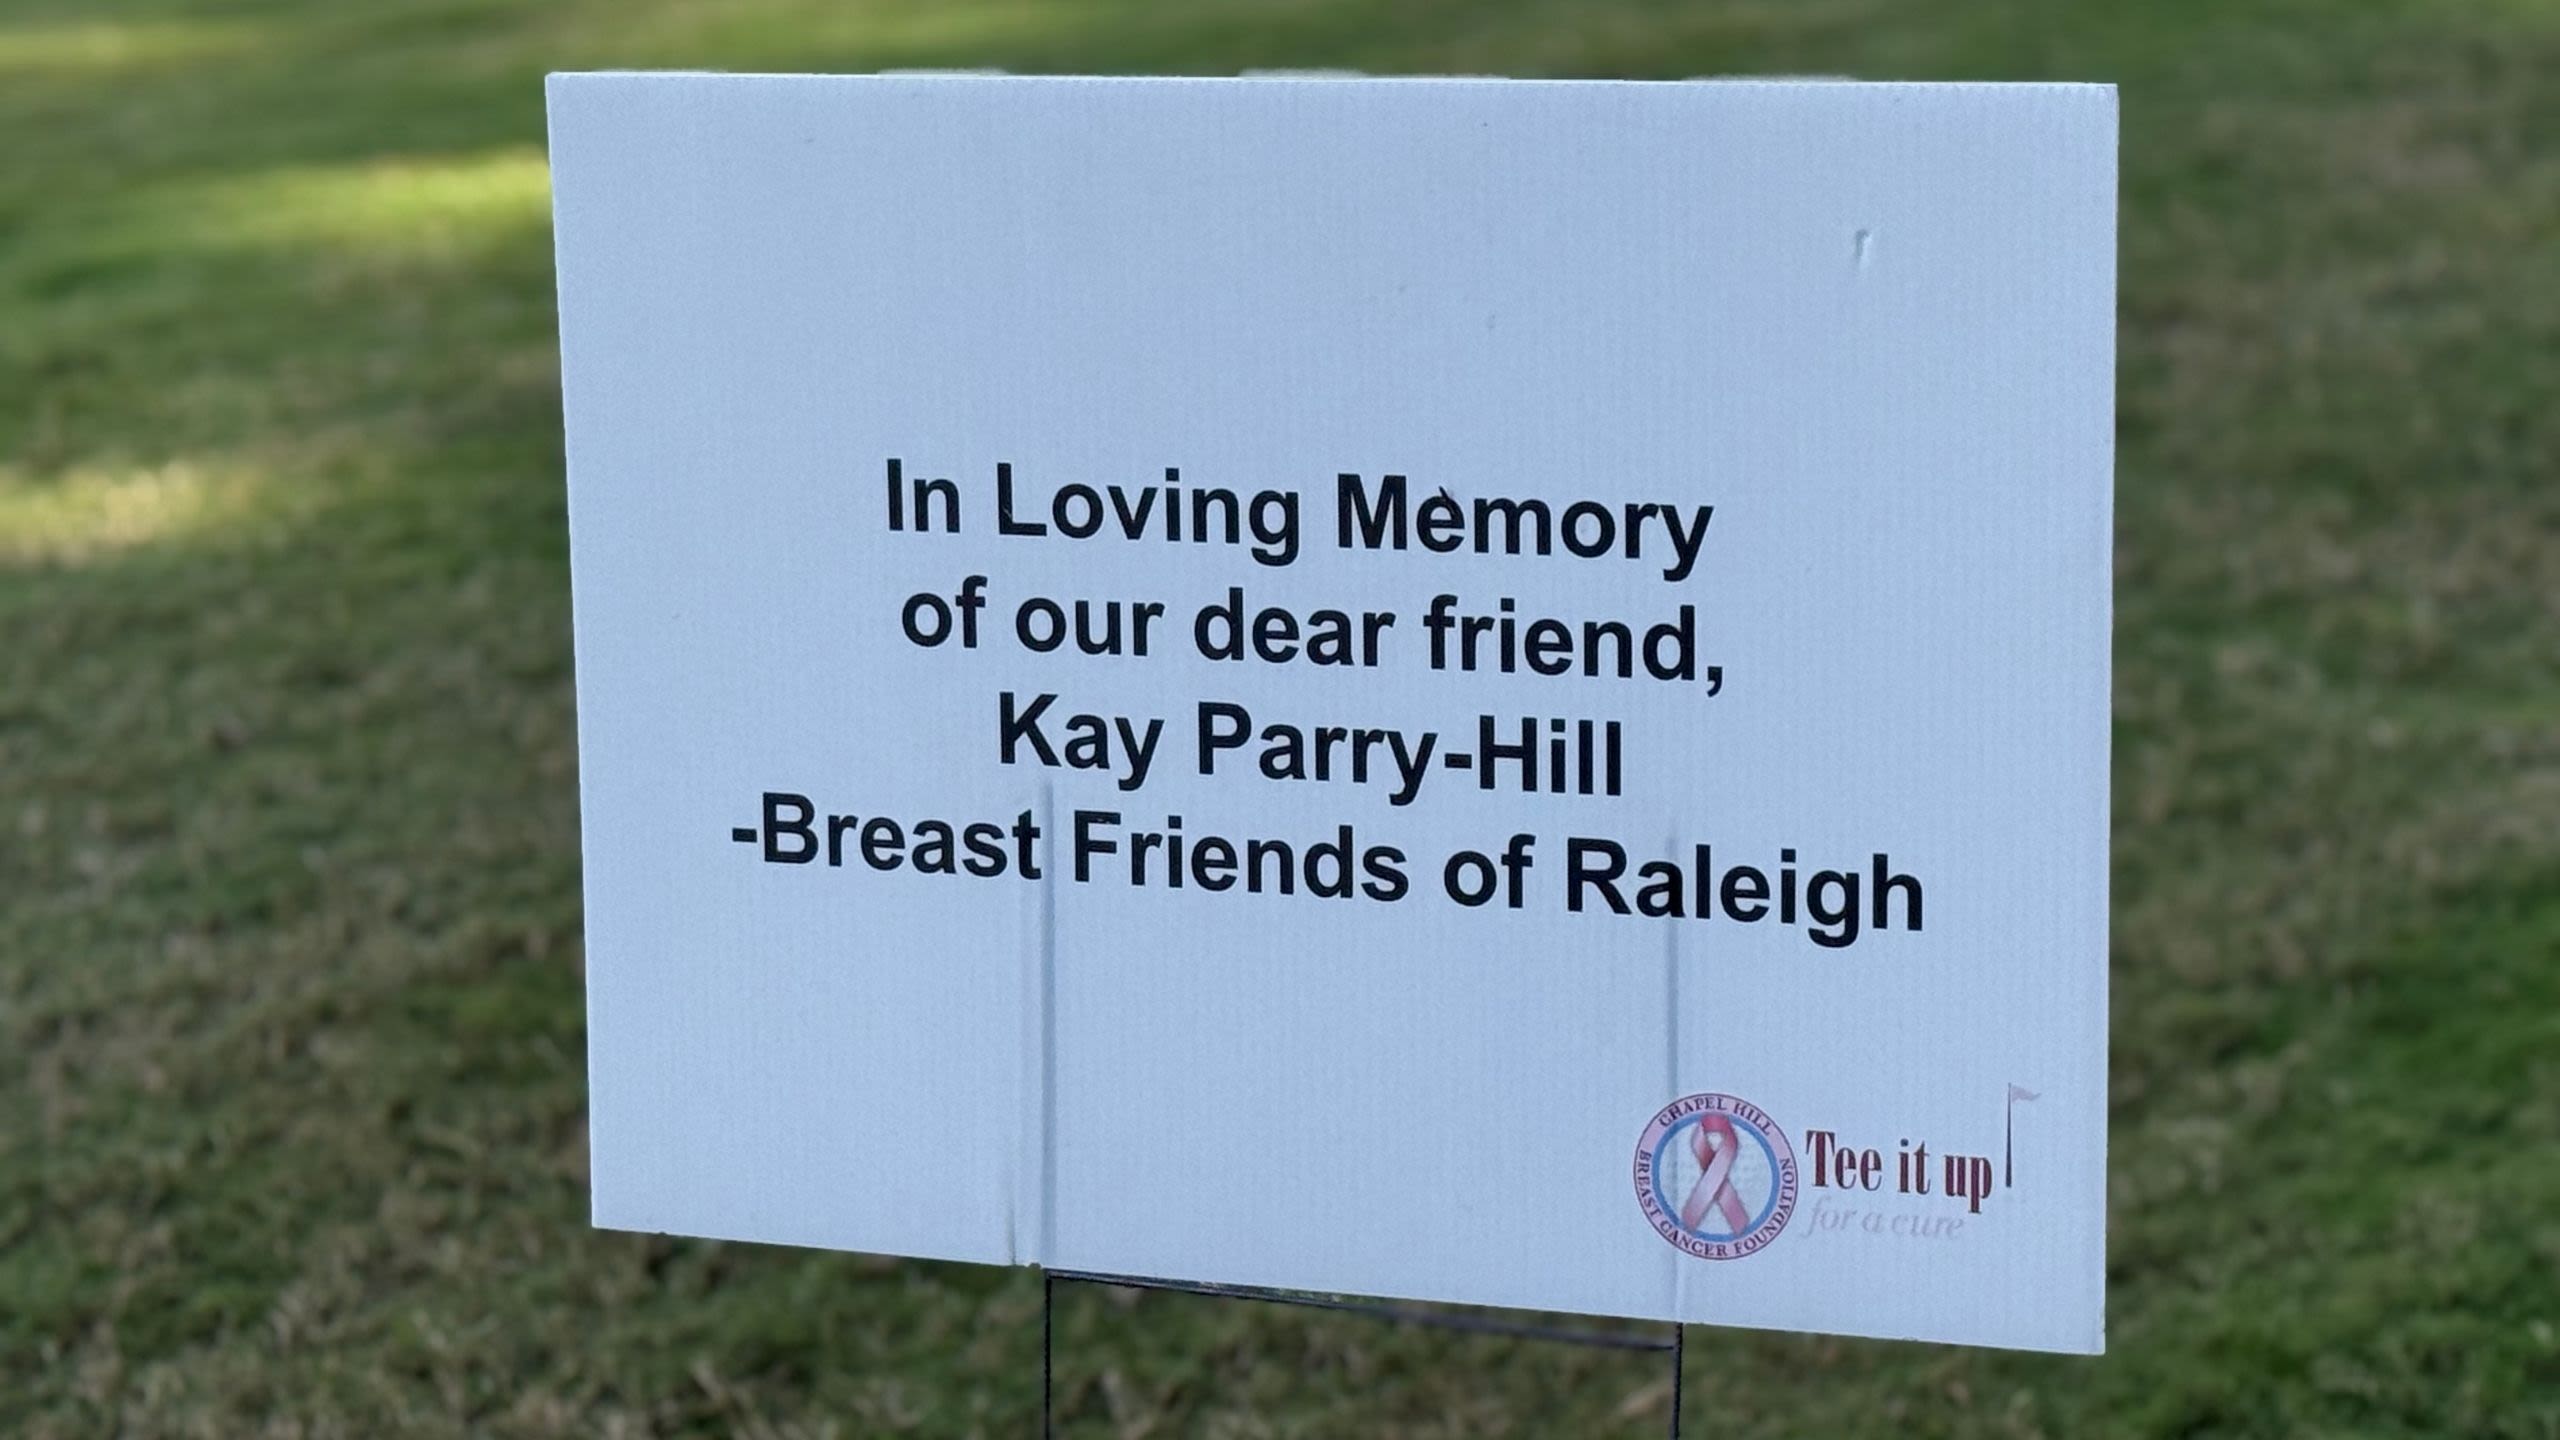 In Loving Memory
of our dear friend,
Kay Parry-Hill
-Breast Friends of Raleigh
CHAPEL HILL
BREAST CANCER FOUNDATION
Tee it up
for a cure